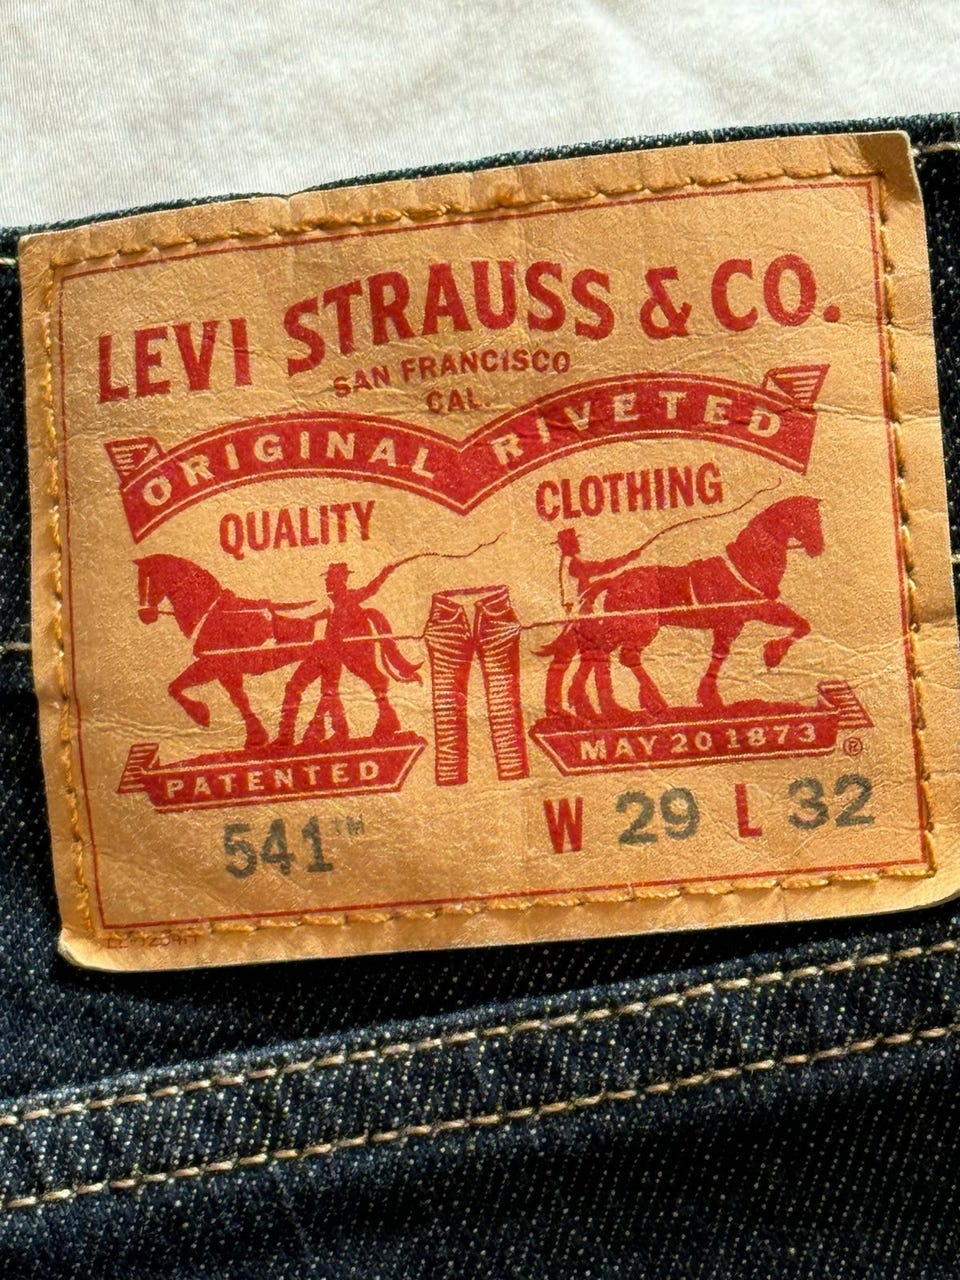 LEVI STRAUSS & CO.
SAN FRANCISCO
CAL.
ORIGINAL RIVETED
QUALITY CLOTHING
PATENTED MAY 20 1873 ®
541™ W 29 L 32